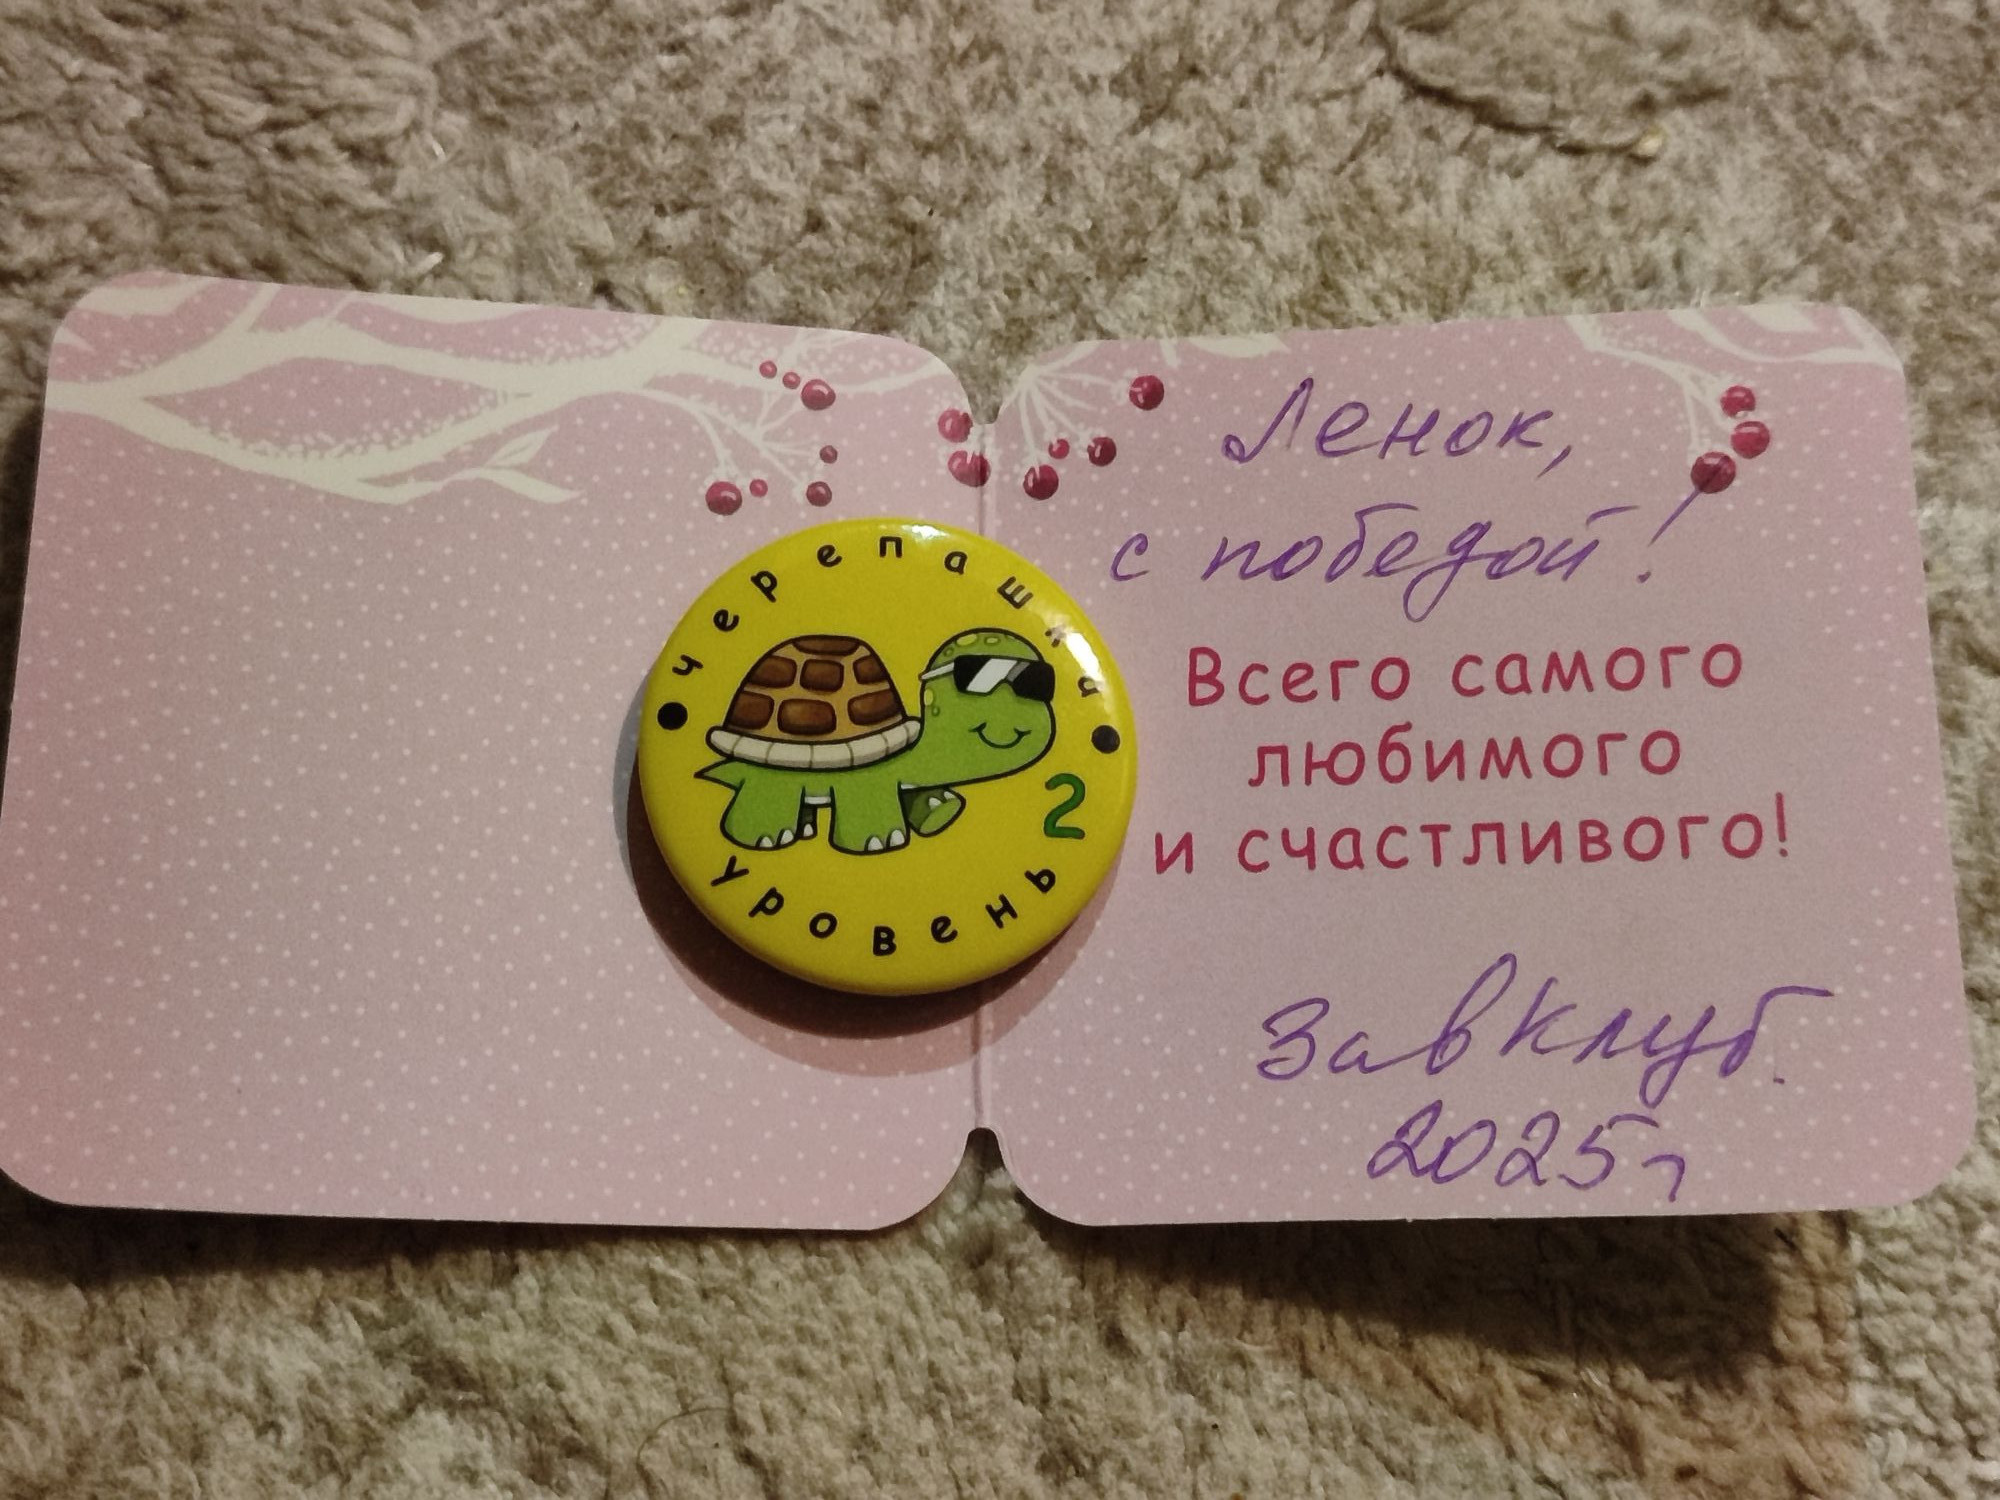 черепашка
2
уровень
Ленок,
с победой!
Всего самого
любимого
и счастливого!
Завклуб.
2025г